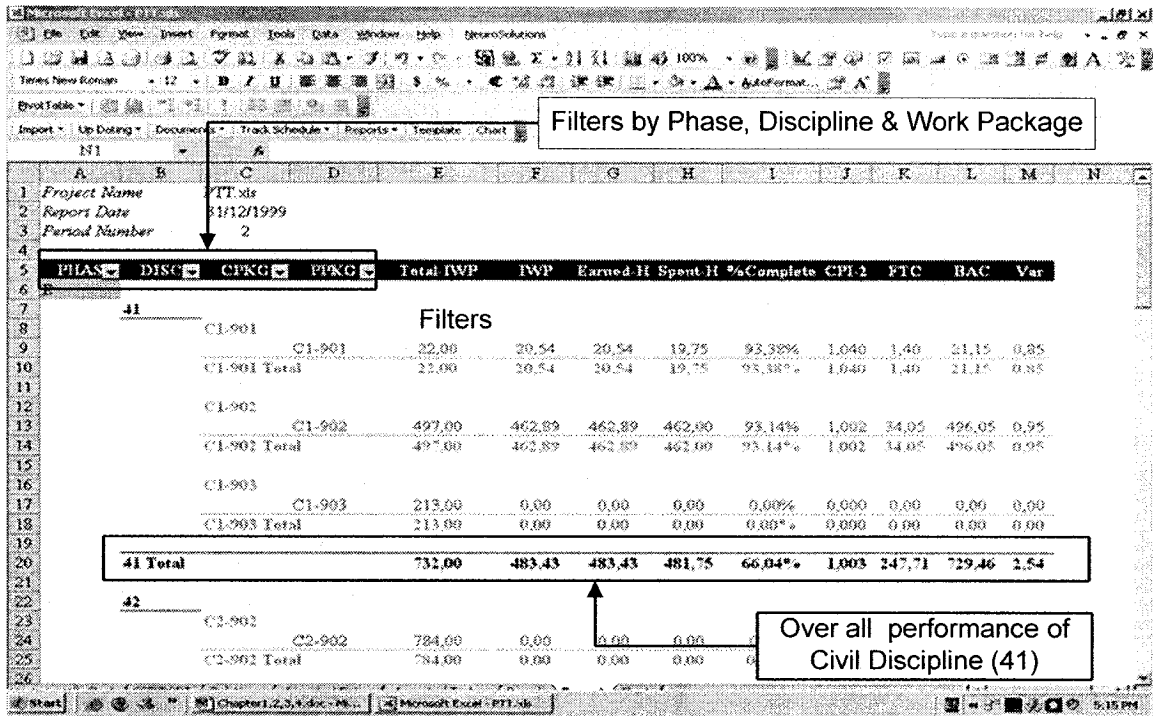 Microsoft Excel - PTT.xls
File Edit View Insert Format Tools Data Window Help NeuroSolutions
100%
Times New Roman 12 B I U $ % AutoFormat...
PivotTable
Import Up Dating Documents Track Schedule Reports Template Chart
Filters by Phase, Discipline & Work Package
N1
A B C D E F G H I J K L M N
1 Project Name PTT.xls
2 Report Date 31/12/1999
3 Period Number 2
4
5 PHAS DISC CPKG PPKG Total IWP IWP Earned-H Spent-H %Complete CPI-2 FTC BAC Var
6 E
7 41
Filters
8 C1-901
9 C1-901 22,00 20,54 20,54 19,75 93,38% 1,040 1,40 21,15 0,85
10 C1-901 Total 22,00 20,54 20,54 19,75 93,38% 1,040 1,40 21,15 0,85
11
12 C1-902
13 C1-902 497,00 462,89 462,89 462,00 93,14% 1,002 34,05 496,05 0,95
14 C1-902 Total 497,00 462,89 462,89 462,00 93,14% 1,002 34,05 496,05 0,95
15
16 C1-903
17 C1-903 213,00 0,00 0,00 0,00 0,00% 0,000 0,00 0,00 0,00
18 C1-903 Total 213,00 0,00 0,00 0,00 0,00% 0,000 0,00 0,00 0,00
19
20 41 Total 732,00 483,43 483,43 481,75 66,04% 1,003 247,71 729,46 2,54
21
22 42
23 C2-902
24 C2-902 784,00 0,00 0,00 0,00
25 C2-902 Total 784,00 0,00 0,00 0,00
26
Over all performance of
Civil Discipline (41)
Start Chapter1,2,3,4.doc - Mi... Microsoft Excel - PTT.xls 5:15 PM